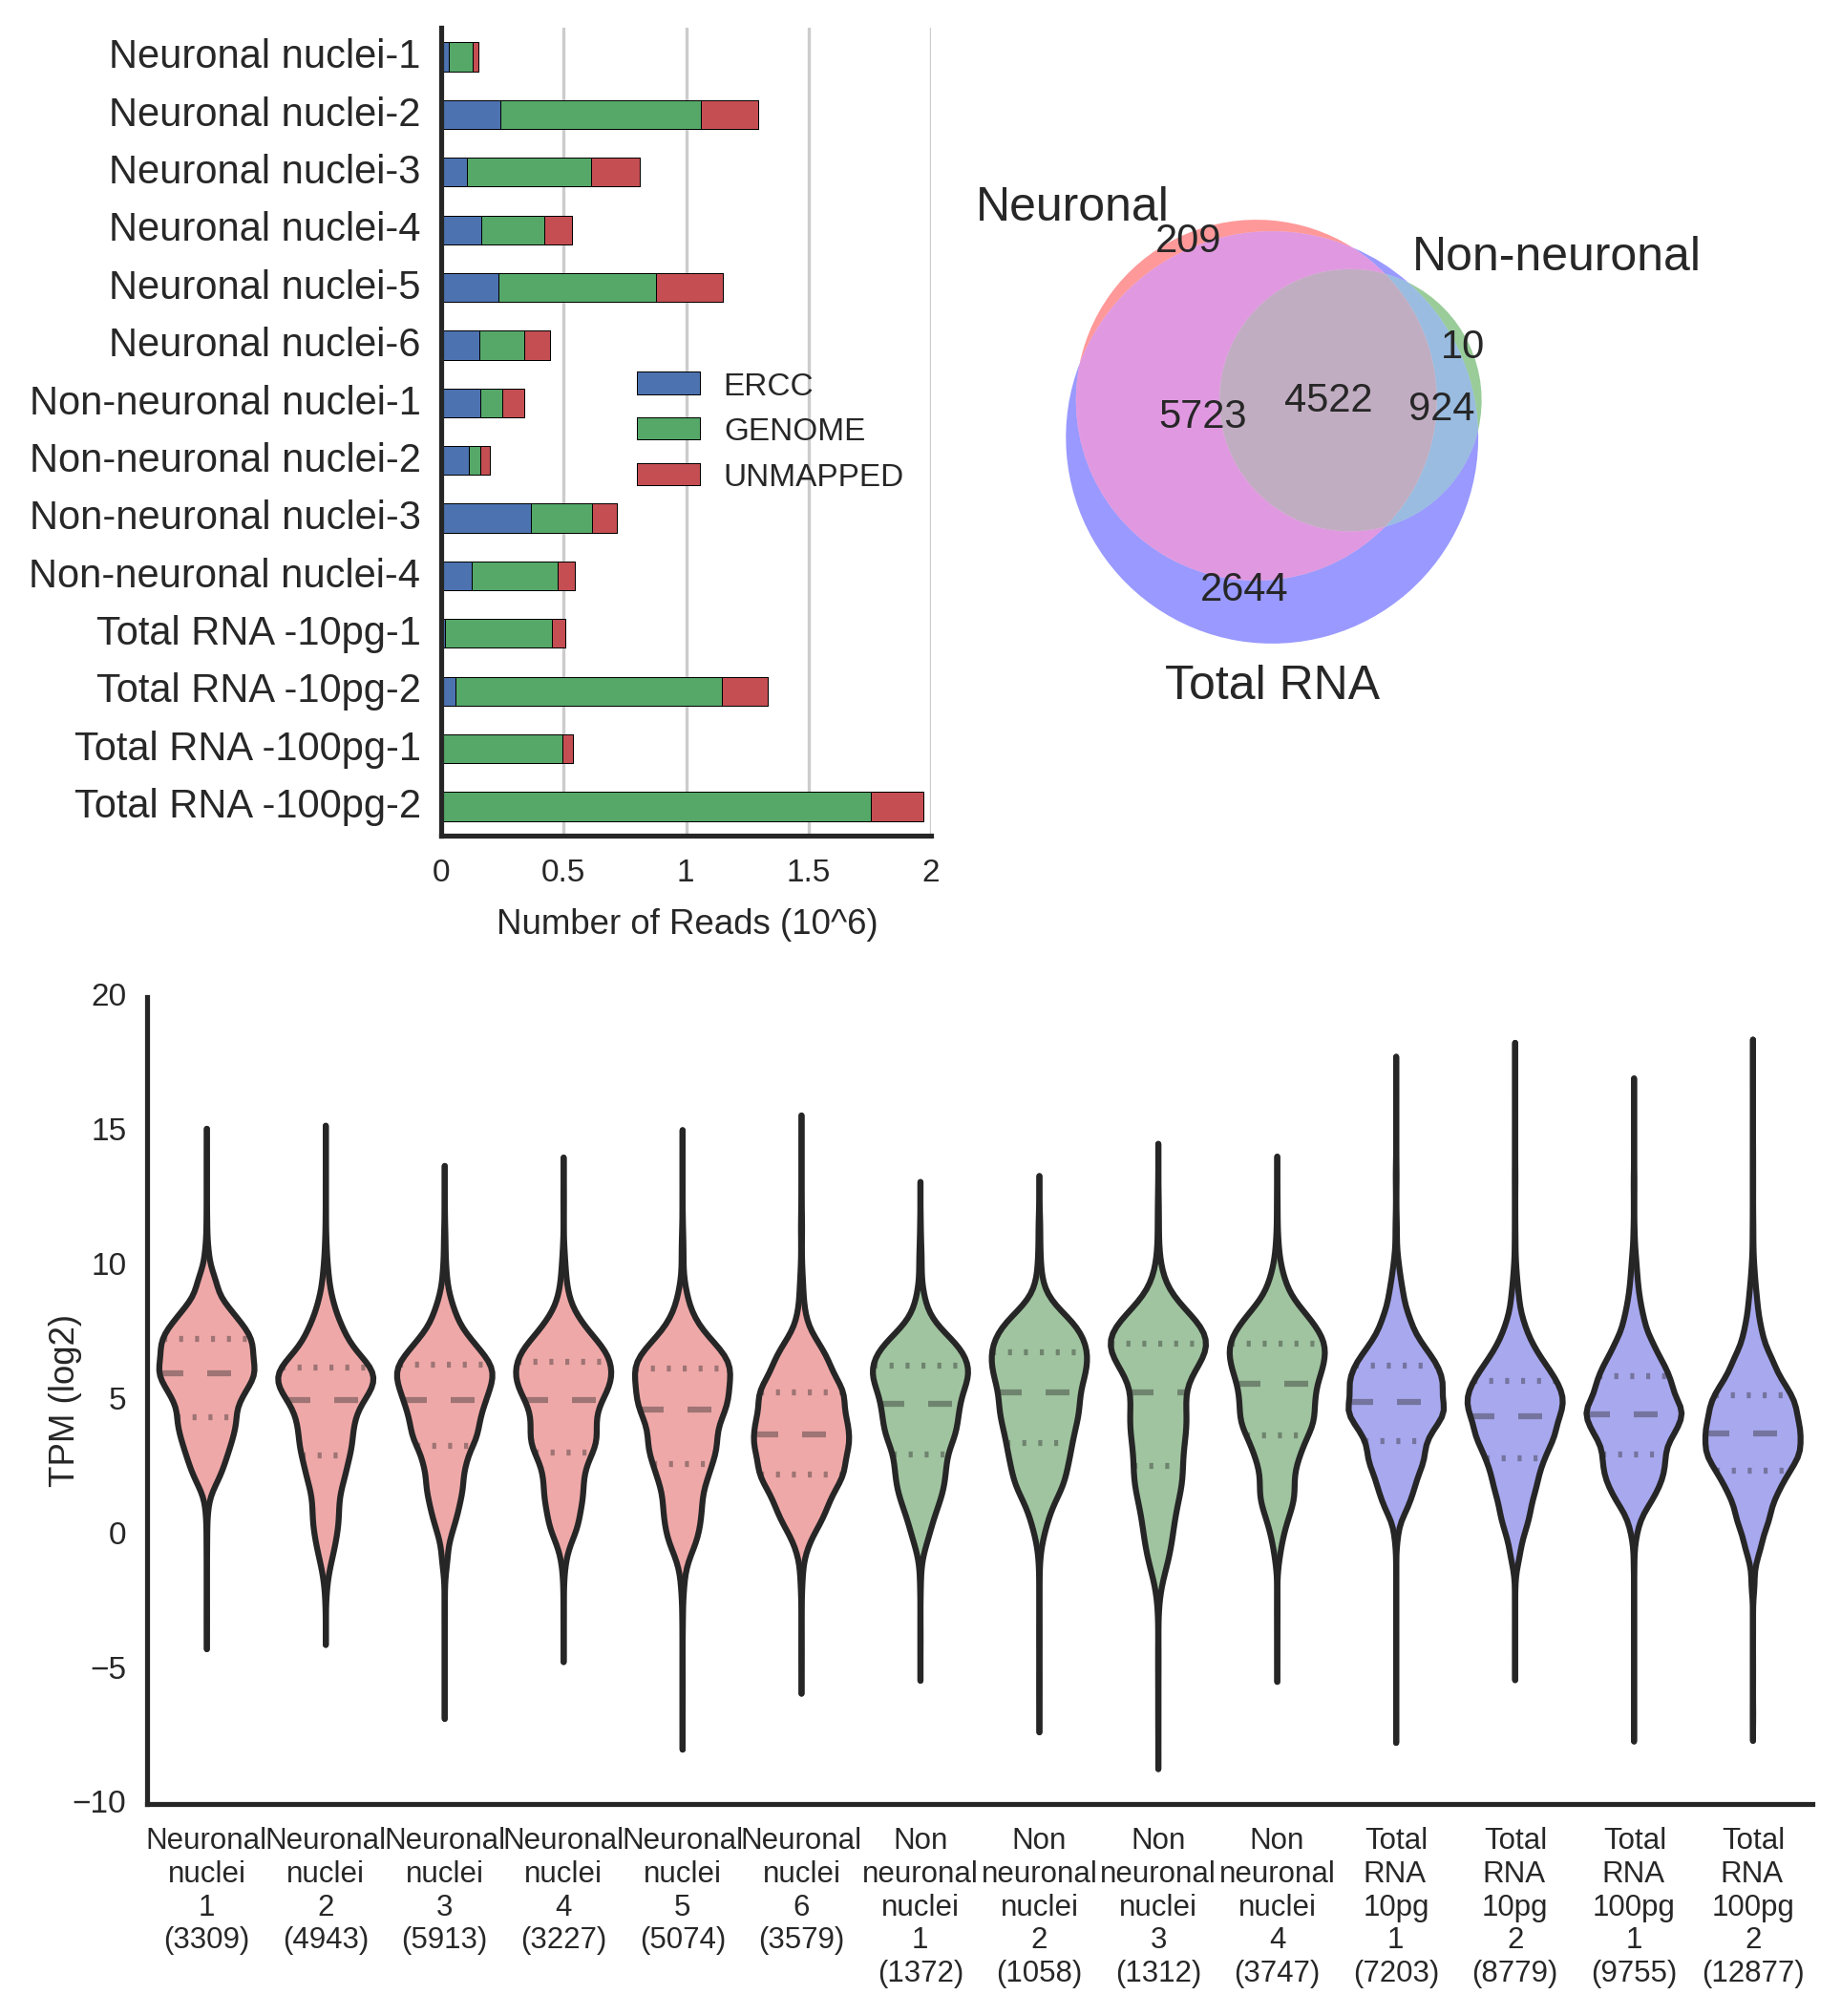 Neuronal nuclei-1
Neuronal nuclei-2
Neuronal nuclei-3
Neuronal nuclei-4
Neuronal nuclei-5
Neuronal nuclei-6
Non-neuronal nuclei-1
Non-neuronal nuclei-2
Non-neuronal nuclei-3
Non-neuronal nuclei-4
Total RNA -10pg-1
Total RNA -10pg-2
Total RNA -100pg-1
Total RNA -100pg-2
ERCC
GENOME
UNMAPPED
0 0.5 1 1.5 2
Number of Reads (10^6)
Neuronal
209
Non-neuronal
10
5723 4522 924
2644
Total RNA
TPM (log2)
20
15
10
5
0
−5
−10
Neuronal Neuronal Neuronal Neuronal Neuronal Neuronal Non Non Non Non Total Total Total Total
nuclei nuclei nuclei nuclei nuclei nuclei neuronal neuronal neuronal neuronal RNA RNA RNA RNA
1 2 3 4 5 6 nuclei nuclei nuclei nuclei 10pg 10pg 100pg 100pg
(3309) (4943) (5913) (3227) (5074) (3579) 1 2 3 4 1 2 1 2
(1372) (1058) (1312) (3747) (7203) (8779) (9755) (12877)